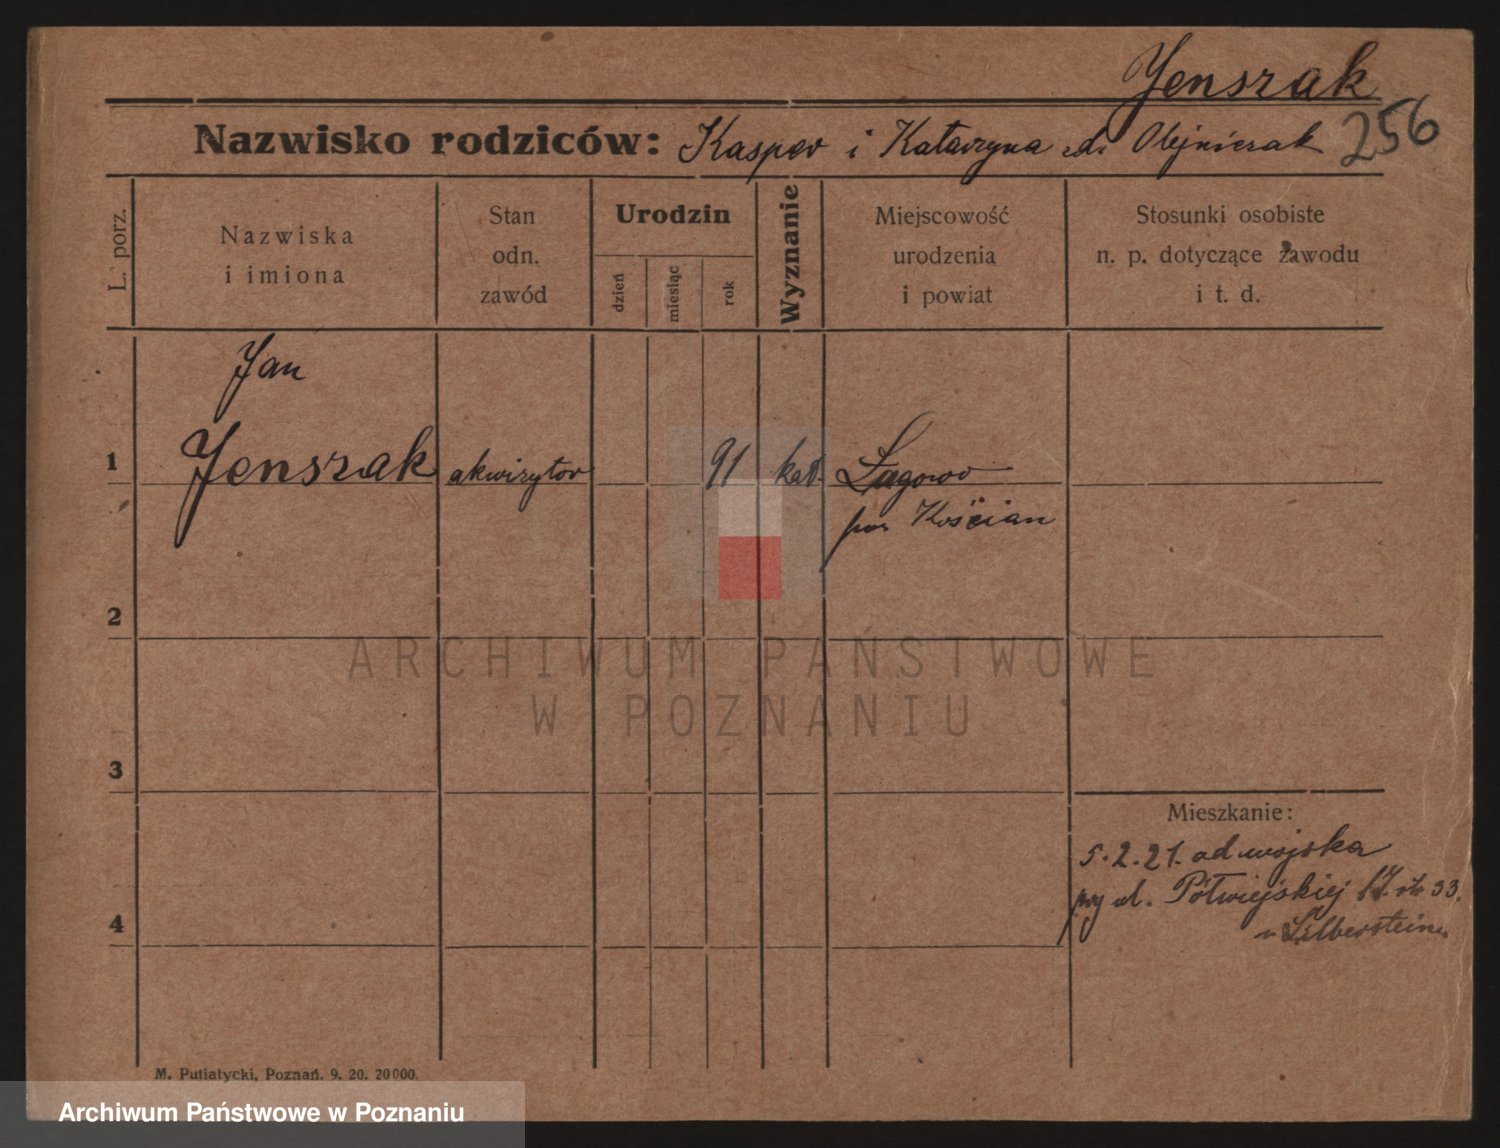 Jenszak
Nazwisko rodziców: Kasper i Katarzyna zd. Olejniczak 256
L. porz.
Nazwiska
i imiona
Stan
odn.
zawód
Urodzin
dzień
miesiąc
rok
Wyznanie
Miejscowość
urodzenia
i powiat
Stosunki osobiste
n. p. dotyczące zawodu
i t. d.
Jan
1 Jenszak akwizytor 91 kat. Łagowo
pow. Kościan
2
3
4
Mieszkanie:
5.2.21. od wojska
przy ul. Półwiejskiej 17. 33.
u Silberstein
M. Putiatycki, Poznań. 9. 20. 20000.
ARCHIWUM PAŃSTWOWE
W POZNANIU
Archiwum Państwowe w Poznaniu